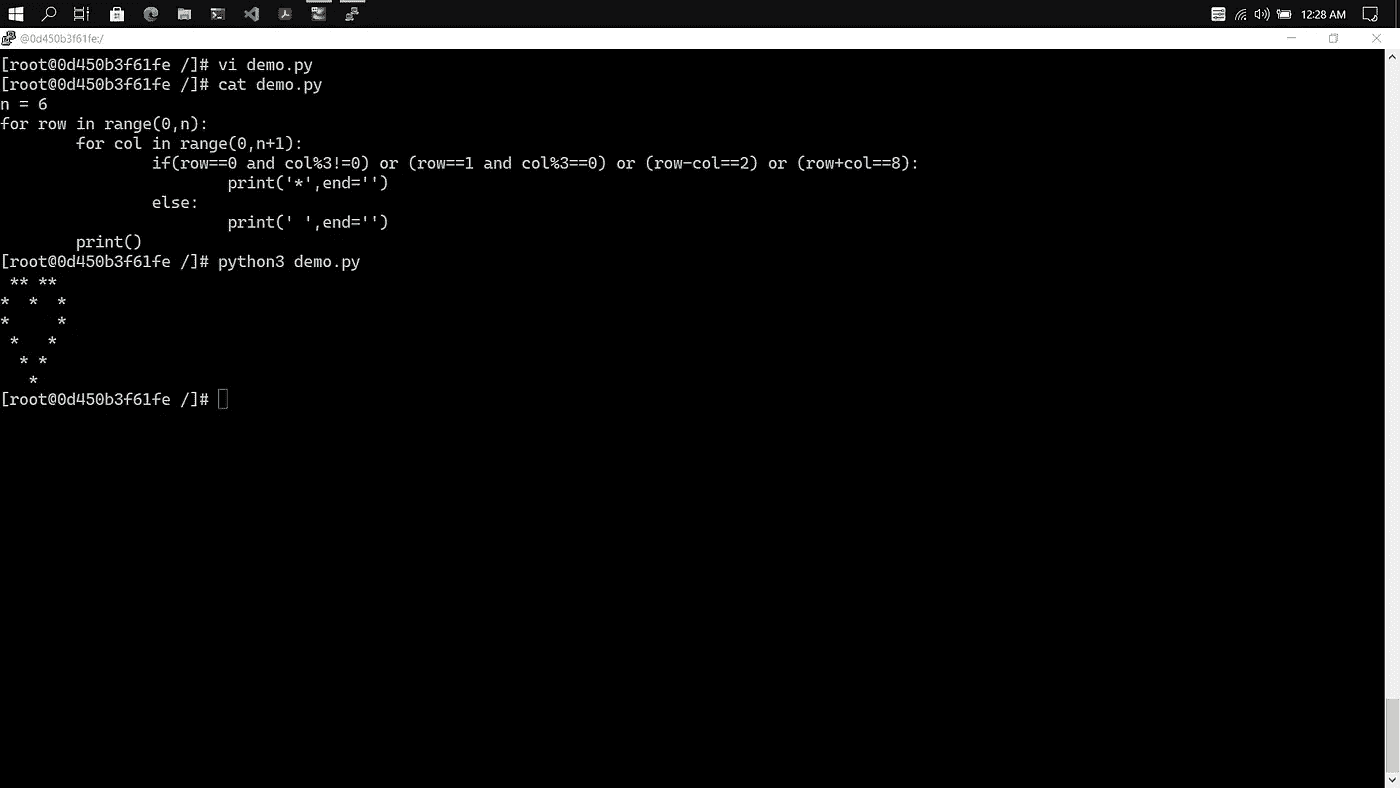 12:28 AM
@0d450b3f61fe:/
[root@0d450b3f61fe /]# vi demo.py
[root@0d450b3f61fe /]# cat demo.py
n = 6
for row in range(0,n):
        for col in range(0,n+1):
                if(row==0 and col%3!=0) or (row==1 and col%3==0) or (row-col==2) or (row+col==8):
                        print('*',end='')
                else:
                        print(' ',end='')
        print()
[root@0d450b3f61fe /]# python3 demo.py
 ** **
*  *  *
*     *
 *   *
  * *
   *
[root@0d450b3f61fe /]#